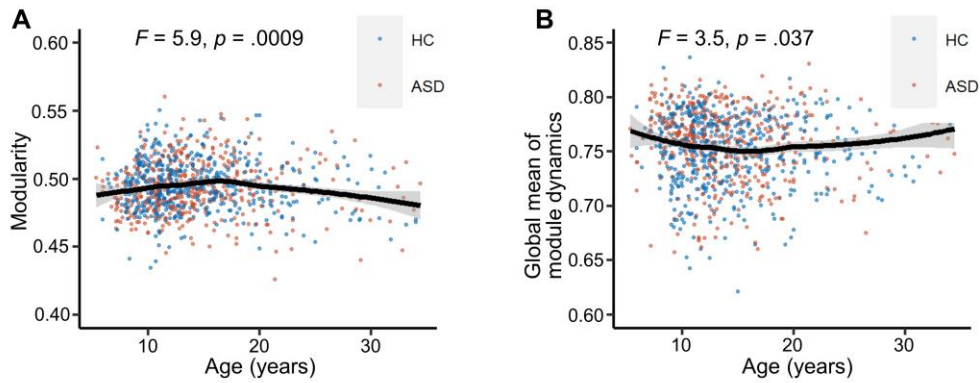 A
F = 5.9, p = .0009
HC
ASD
0.60
0.55
0.50
0.45
0.40
Modularity
10
20
30
Age (years)
B
F = 3.5, p = .037
HC
ASD
0.85
0.80
0.75
0.70
0.65
0.60
Global mean of
module dynamics
10
20
30
Age (years)